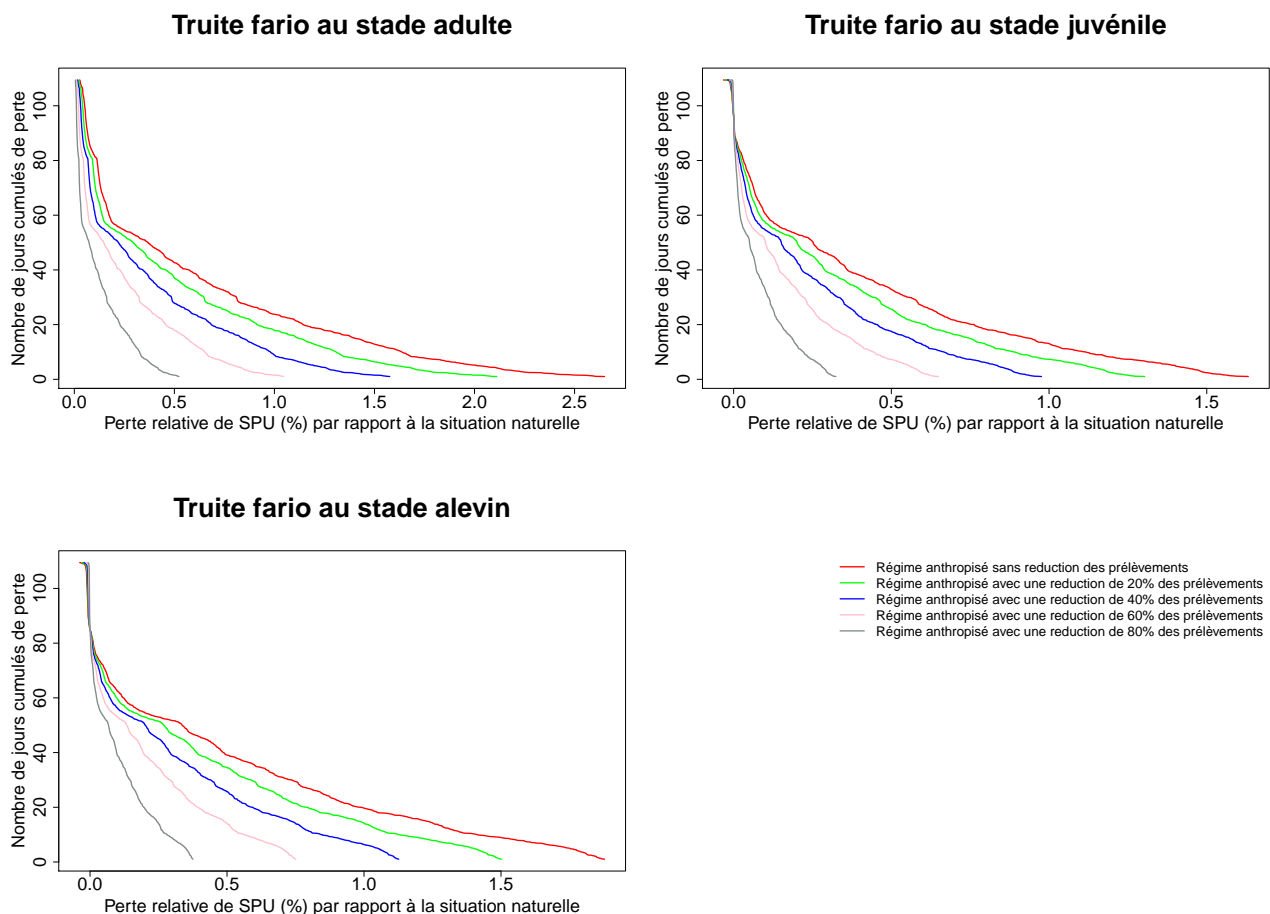 Truite fario au stade adulte
Nombre de jours cumulés de perte
0 20 40 60 80 100
0.0 0.5 1.0 1.5 2.0 2.5
Perte relative de SPU (%) par rapport à la situation naturelle
Truite fario au stade juvénile
Nombre de jours cumulés de perte
0 20 40 60 80 100
0.0 0.5 1.0 1.5
Perte relative de SPU (%) par rapport à la situation naturelle
Truite fario au stade alevin
Nombre de jours cumulés de perte
0 20 40 60 80 100
0.0 0.5 1.0 1.5
Perte relative de SPU (%) par rapport à la situation naturelle
Régime anthropisé sans reduction des prélèvements
Régime anthropisé avec une reduction de 20% des prélèvements
Régime anthropisé avec une reduction de 40% des prélèvements
Régime anthropisé avec une reduction de 60% des prélèvements
Régime anthropisé avec une reduction de 80% des prélèvements